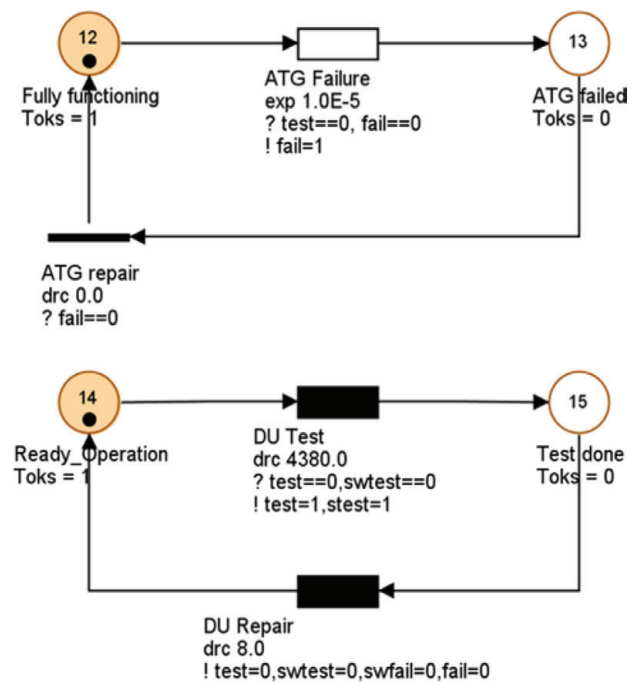 12
13
Fully functioning
Toks = 1
ATG Failure
exp 1.0E-5
? test==0, fail==0
! fail=1
ATG failed
Toks = 0
ATG repair
drc 0.0
? fail==0
14
15
Ready_Operation
Toks = 1
DU Test
drc 4380.0
? test==0,swtest==0
! test=1,stest=1
Test done
Toks = 0
DU Repair
drc 8.0
! test=0,swtest=0,swfail=0,fail=0